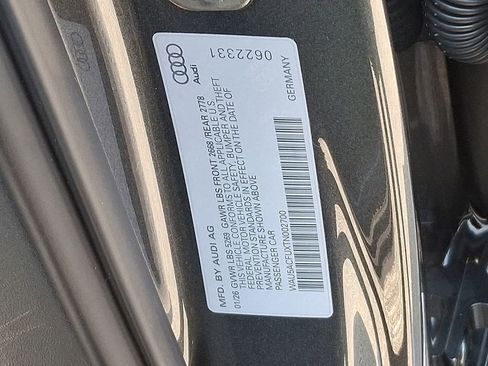 Audi
0622331
GERMANY
MFD. BY AUDI AG
01/26 GVWR LBS 5269 GAWR LBS FRONT 2668 /REAR 2778
THIS VEHICLE CONFORMS TO ALL APPLICABLE U.S.
FEDERAL MOTOR VEHICLE SAFETY, BUMPER AND THEFT
PREVENTION STANDARDS IN EFFECT ON THE DATE OF
MANUFACTURE SHOWN ABOVE
PASSENGER CAR
WAU5ACFUXTN002700